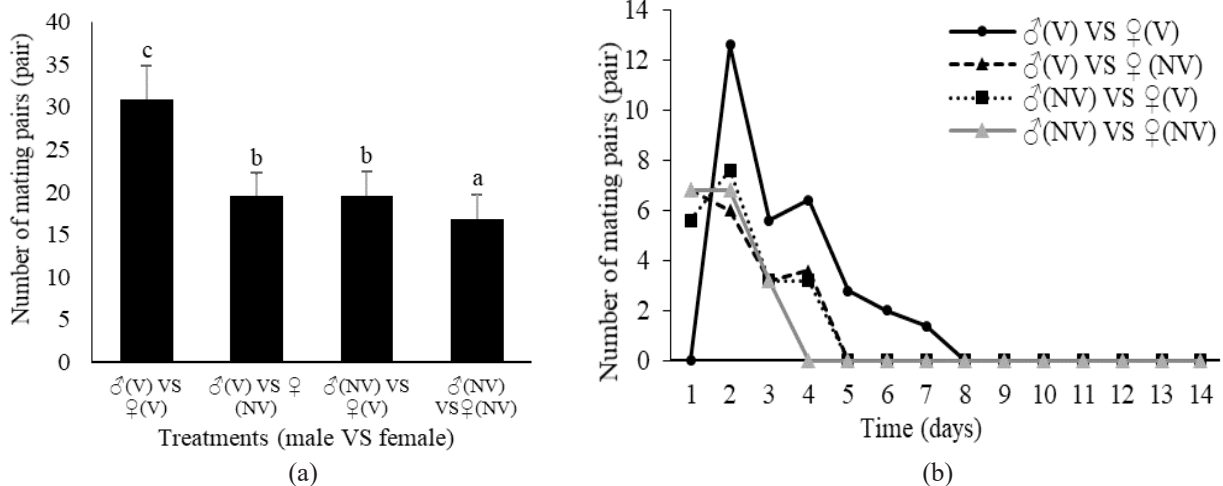 40
35
30
25
20
15
10
5
0
Number of mating pairs (pair)
c
b
b
a
♂(V) VS ♀(V)
♂(V) VS ♀ (NV)
♂(NV) VS ♀(V)
♂(NV) VS♀(NV)
Treatments (male VS female)
(a)
14
12
10
8
6
4
2
0
Number of mating pairs (pair)
♂(V) VS ♀(V)
♂(V) VS ♀(NV)
♂(NV) VS ♀(V)
♂(NV) VS ♀(NV)
1 2 3 4 5 6 7 8 9 10 11 12 13 14
Time (days)
(b)